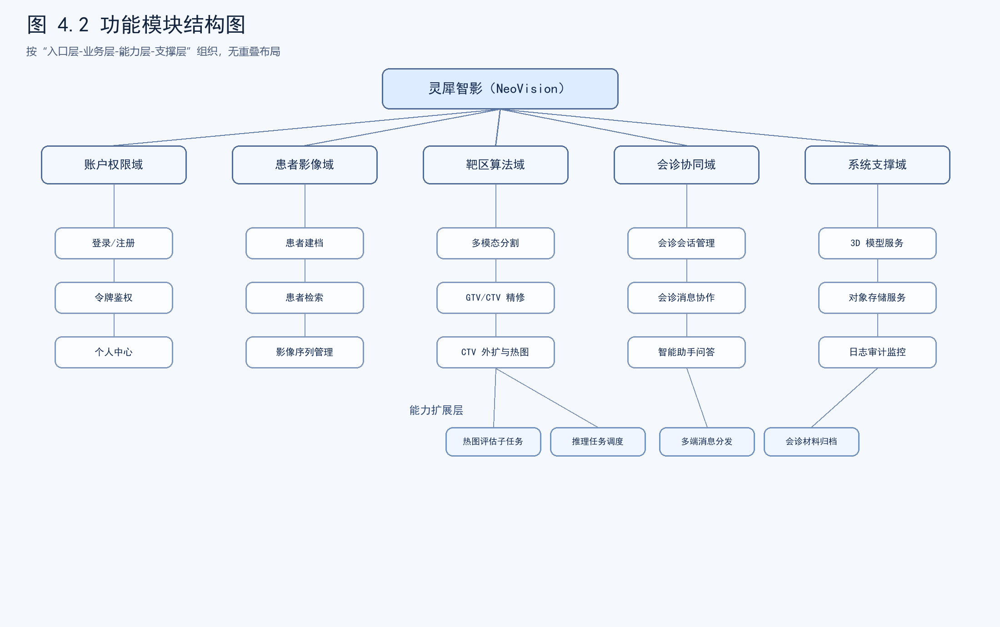 图 4.2 功能模块结构图
按“入口层-业务层-能力层-支撑层”组织，无重叠布局
灵犀智影（NeoVision）
账户权限域
患者影像域
靶区算法域
会诊协同域
系统支撑域
登录/注册
患者建档
多模态分割
会诊会话管理
3D 模型服务
令牌鉴权
患者检索
GTV/CTV 精修
会诊消息协作
对象存储服务
个人中心
影像序列管理
CTV 外扩与热图
智能助手问答
日志审计监控
能力扩展层
热图评估子任务
推理任务调度
多端消息分发
会诊材料归档